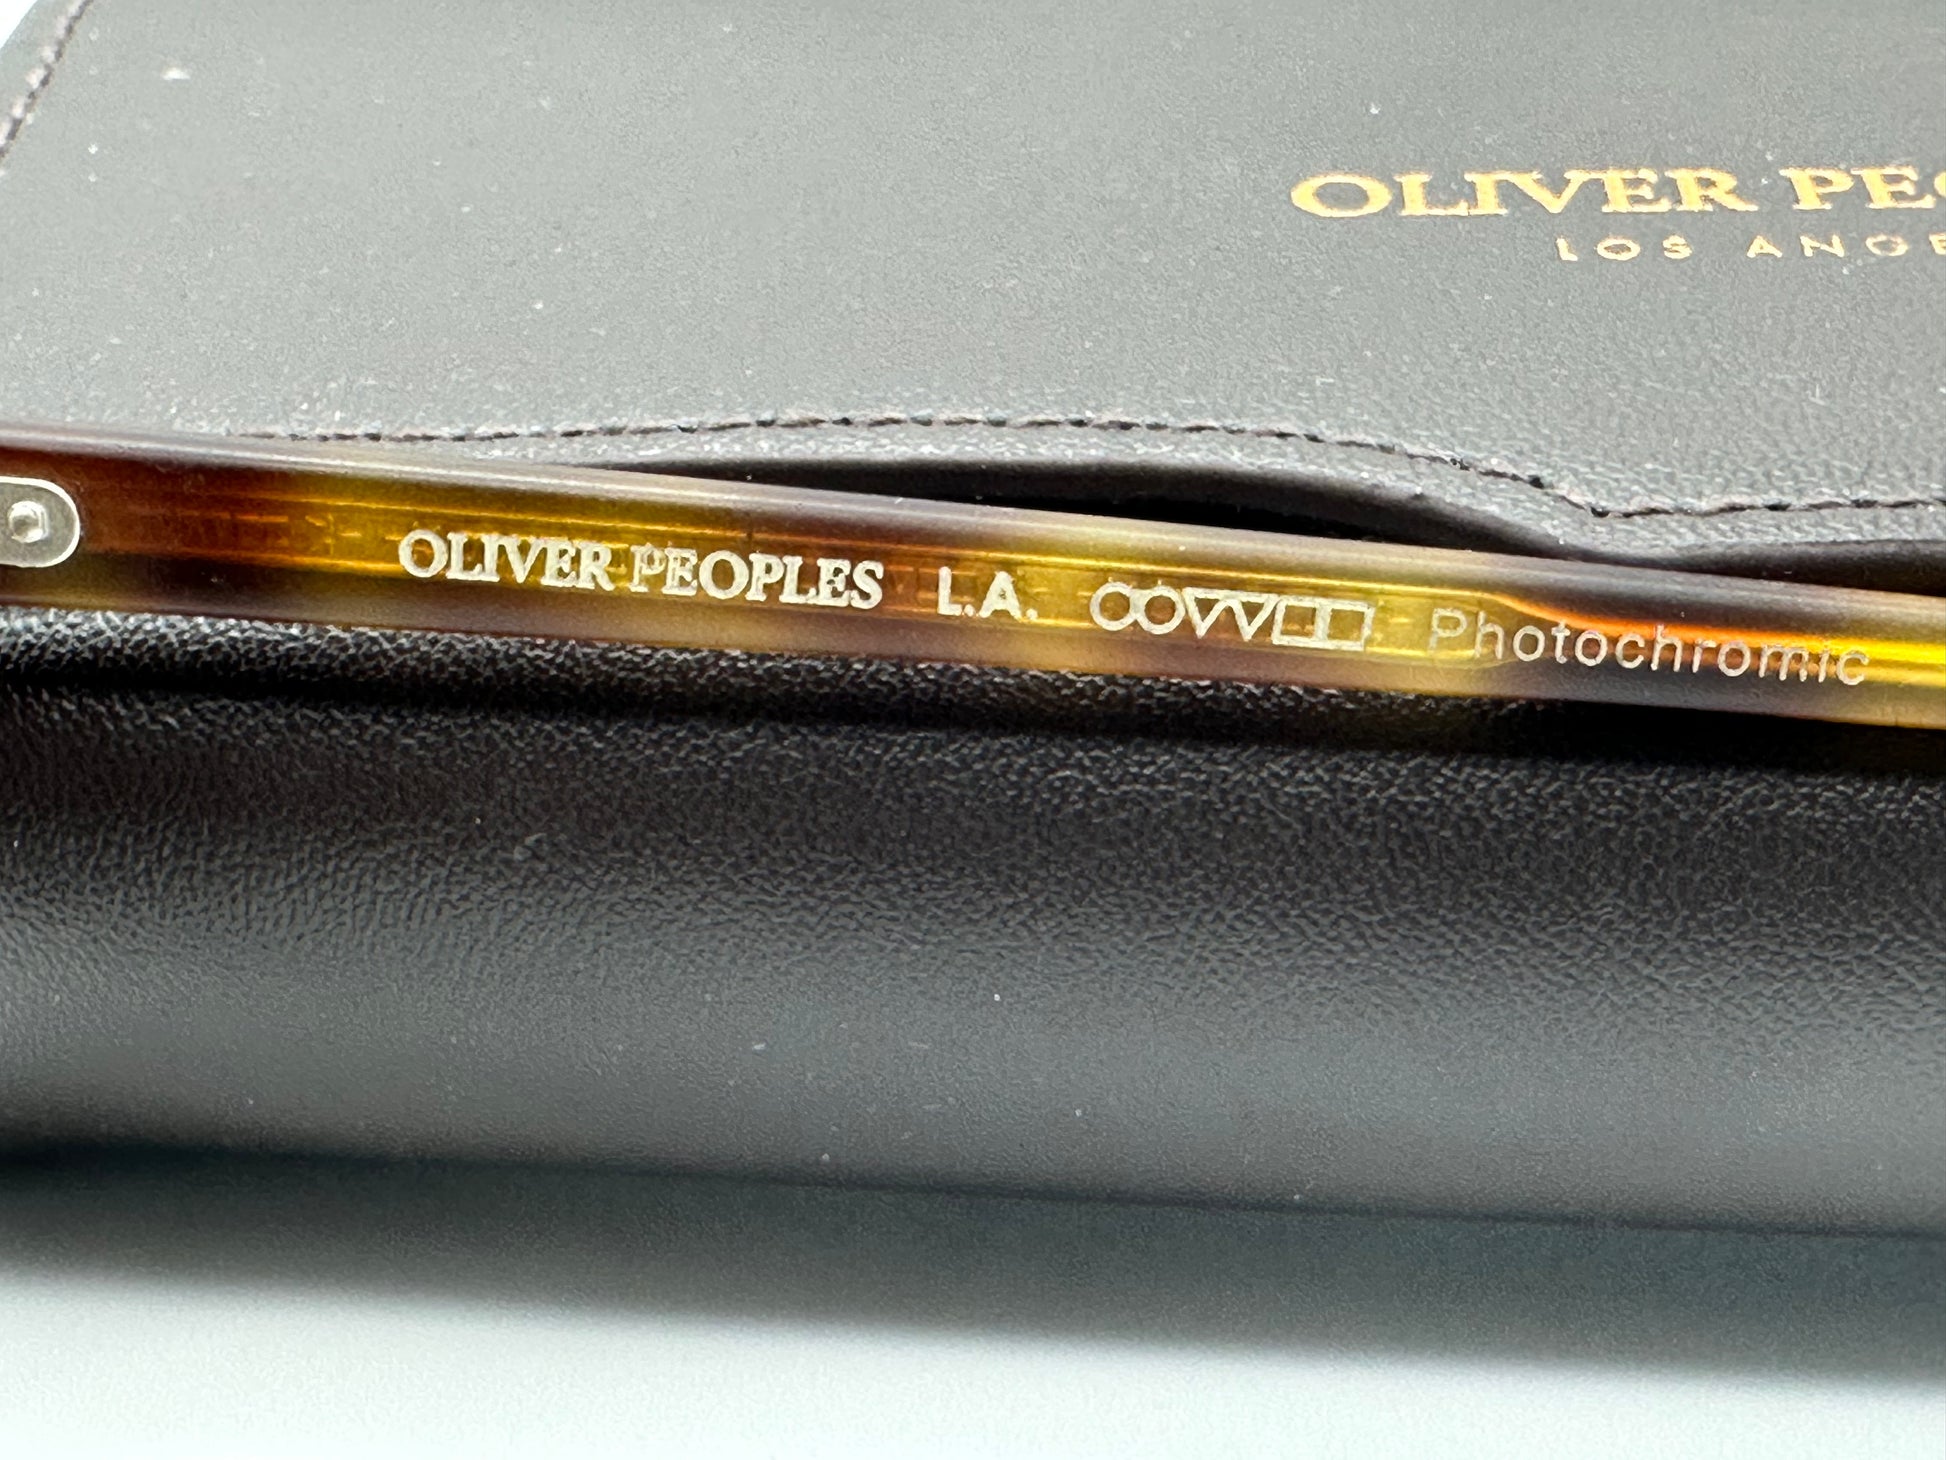 OLIVER PEO
LOS ANGE
OLIVER PEOPLES L.A. Photochromic